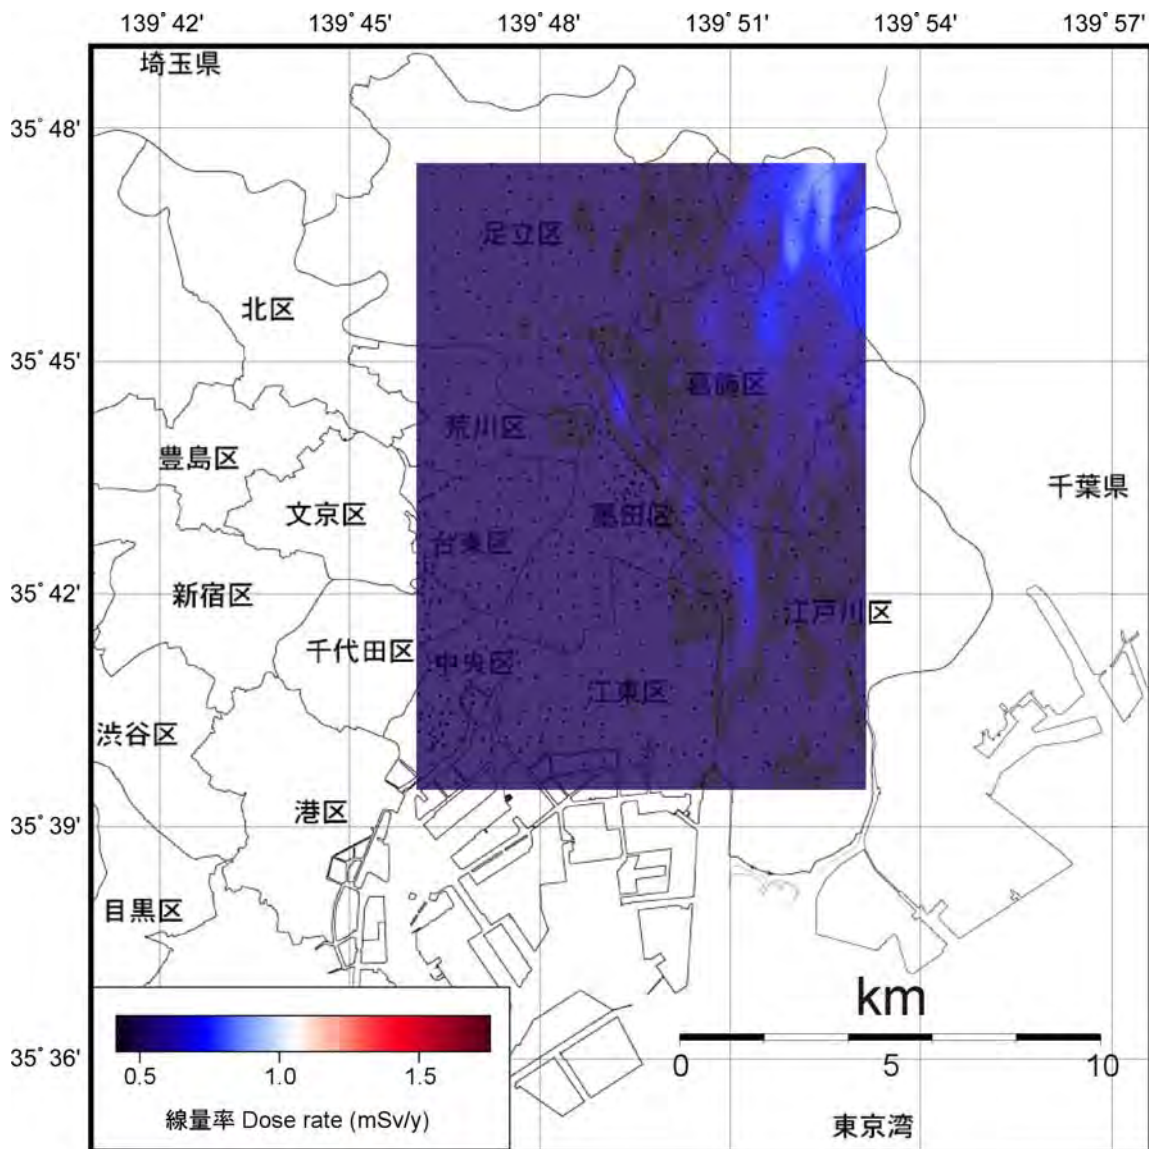 139˚42' 139˚45' 139˚48' 139˚51' 139˚54' 139˚57'
埼玉県
35˚48'
足立区
北区
35˚45'
葛飾区
荒川区
豊島区
千葉県
文京区
墨田区
台東区
新宿区
35˚42'
江戸川区
千代田区
中央区
江東区
渋谷区
港区
35˚39'
目黒区
km
35˚36'
0 5 10
0.5 1.0 1.5
線量率 Dose rate (mSv/y)
東京湾